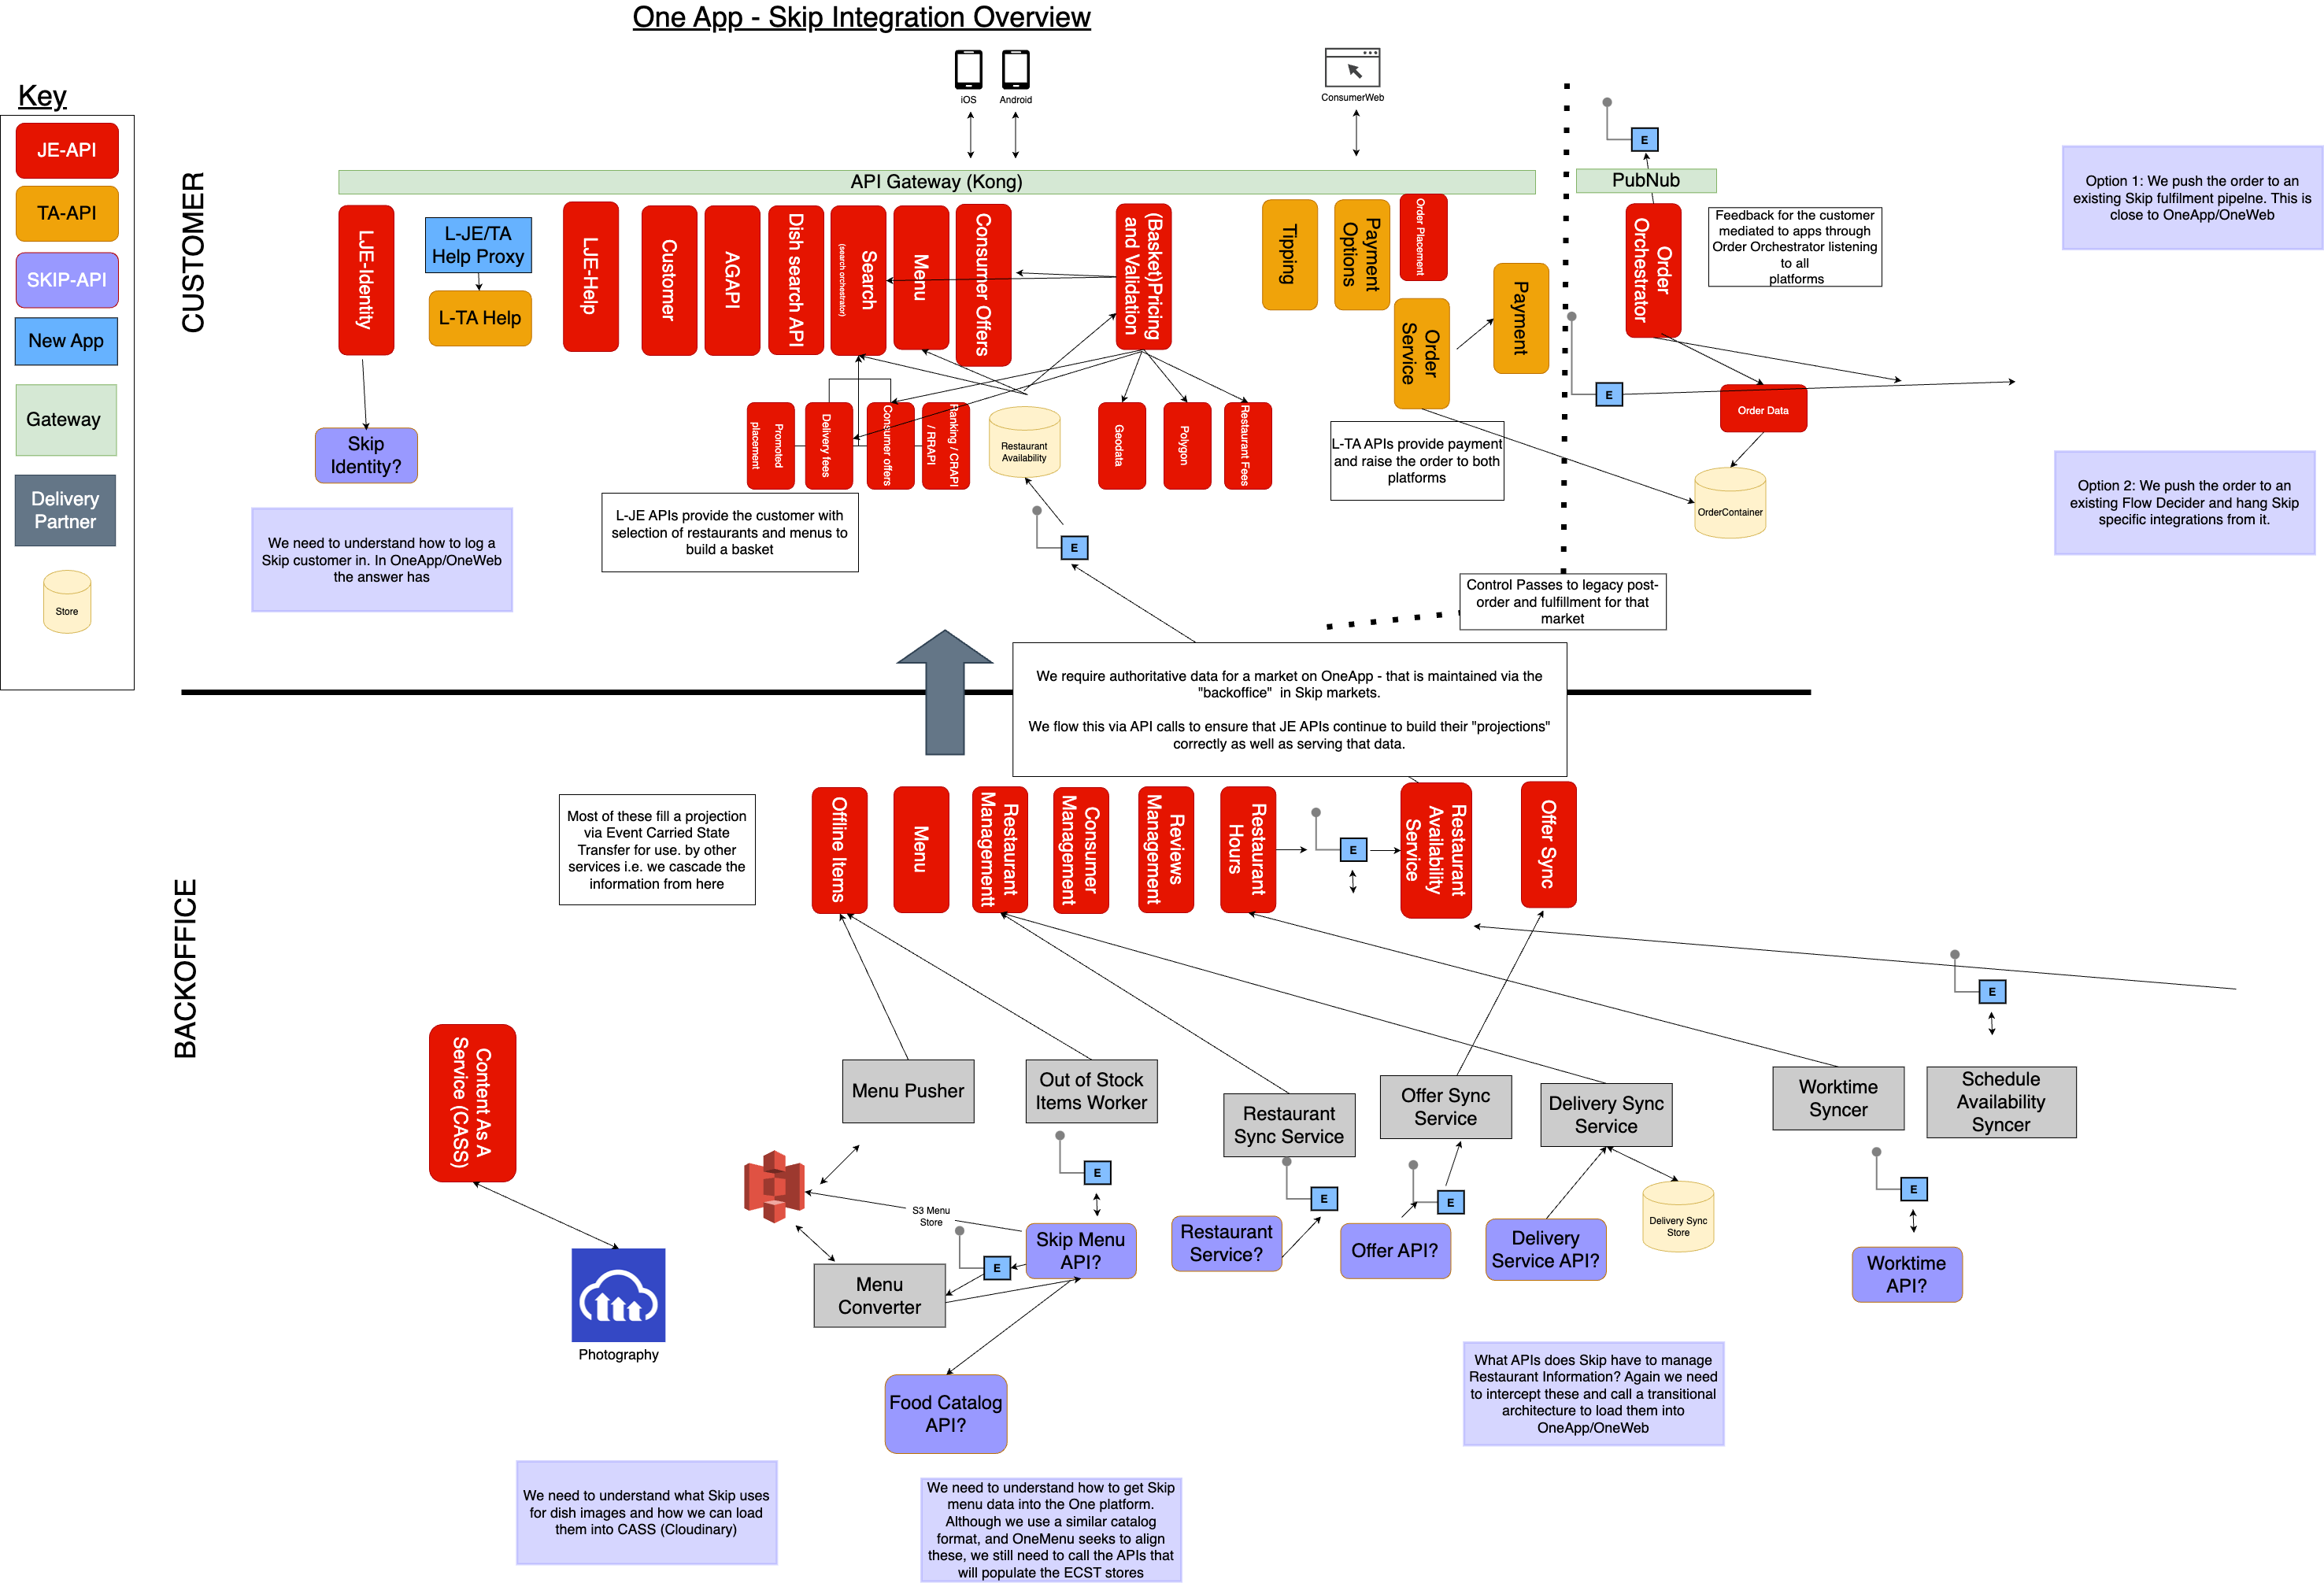 One App - Skip Integration Overview
iOS
Android
ConsumerWeb
Key
JE-API
TA-API
SKIP-API
New App
Gateway
Delivery
Partner
Store
CUSTOMER
API Gateway (Kong)
PubNub
E
LJE-Identity
L-JE/TA
Help Proxy
L-TA Help
LJE-Help
Customer
AGAPI
Dish search API
Search
(search orchestrator)
Menu
Consumer Offers
(Basket)Pricing
and Validation
Tipping
Payment
Options
Order Placement
Order
Service
Payment
Order
Orchestrator
Feedback for the customer
mediated to apps through
Order Orchestrator listening
to all
platforms
Option 1: We push the order to an
existing Skip fulfilment pipelne. This is
close to OneApp/OneWeb
E
Order Data
OrderContainer
Option 2: We push the order to an
existing Flow Decider and hang Skip
specific integrations from it.
Skip
Identity?
Promoted
placement
Delivery fees
Consumer offers
Ranking / CRAPI
/ RRAPI
Restaurant
Availability
Geodata
Polygon
Restaurant Fees
L-TA APIs provide payment
and raise the order to both
platforms
We need to understand how to log a
Skip customer in. In OneApp/OneWeb
the answer has
L-JE APIs provide the customer with
selection of restaurants and menus to
build a basket
E
Control Passes to legacy post-
order and fulfillment for that
market
We require authoritative data for a market on OneApp - that is maintained via the
"backoffice" in Skip markets.
We flow this via API calls to ensure that JE APIs continue to build their "projections"
correctly as well as serving that data.
BACKOFFICE
Most of these fill a projection
via Event Carried State
Transfer for use. by other
services i.e. we cascade the
information from here
Offline Items
Menu
Restaurant
Managementt
Consumer
Management
Reviews
Management
Restaurant
Hours
E
Restaurant
Availability
Service
Offer Sync
E
Content As A
Service (CASS)
Menu Pusher
Out of Stock
Items Worker
Restaurant
Sync Service
Offer Sync
Service
Delivery Sync
Service
Worktime
Syncer
Schedule
Availability
Syncer
E
E
E
E
S3 Menu
Store
E
Skip Menu
API?
Restaurant
Service?
Offer API?
Delivery
Service API?
Delivery Sync
Store
Worktime
API?
Menu
Converter
Photography
Food Catalog
API?
What APIs does Skip have to manage
Restaurant Information? Again we need
to intercept these and call a transitional
architecture to load them into
OneApp/OneWeb
We need to understand what Skip uses
for dish images and how we can load
them into CASS (Cloudinary)
We need to understand how to get Skip
menu data into the One platform.
Although we use a similar catalog
format, and OneMenu seeks to align
these, we still need to call the APIs that
will populate the ECST stores